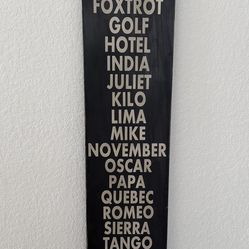 FOXTROT
GOLF
HOTEL
INDIA
JULIET
KILO
LIMA
MIKE
NOVEMBER
OSCAR
PAPA
QUEBEC
ROMEO
SIERRA
TANGO